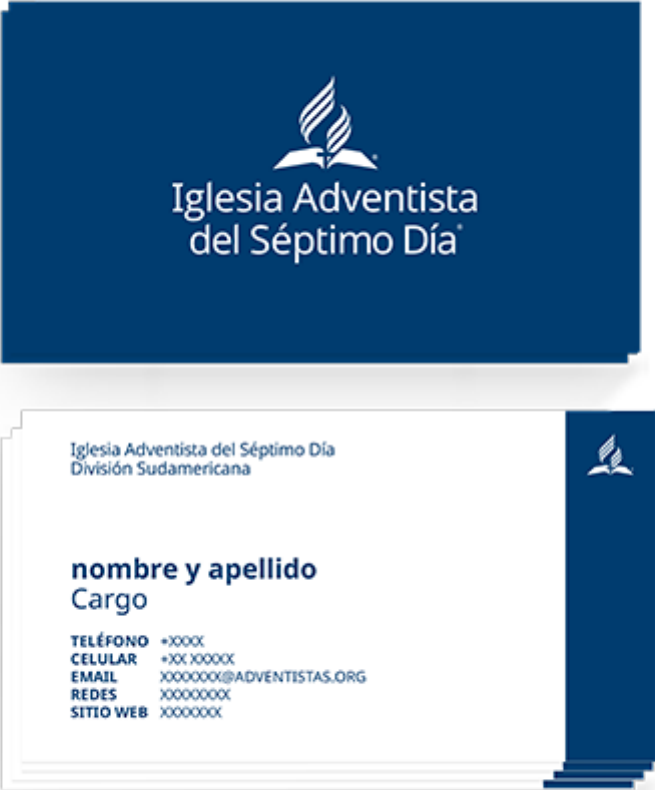 Iglesia Adventista
del Séptimo Día®
Iglesia Adventista del Séptimo Día
División Sudamericana
nombre y apellido
Cargo
TELÉFONO +XXXX
CELULAR +XX XXXXX
EMAIL XXXXXXX@ADVENTISTAS.ORG
REDES XXXXXXXX
SITIO WEB XXXXXXX